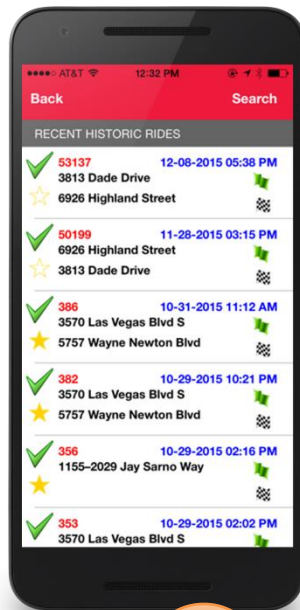 AT&T 12:32 PM
Back Search
RECENT HISTORIC RIDES
53137 12-08-2015 05:38 PM
3813 Dade Drive
6926 Highland Street
50199 11-28-2015 03:15 PM
6926 Highland Street
3813 Dade Drive
386 10-31-2015 11:12 AM
3570 Las Vegas Blvd S
5757 Wayne Newton Blvd
382 10-29-2015 10:21 PM
3570 Las Vegas Blvd S
5757 Wayne Newton Blvd
356 10-29-2015 02:16 PM
1155–2029 Jay Sarno Way
353 10-29-2015 02:02 PM
3570 Las Vegas Blvd S